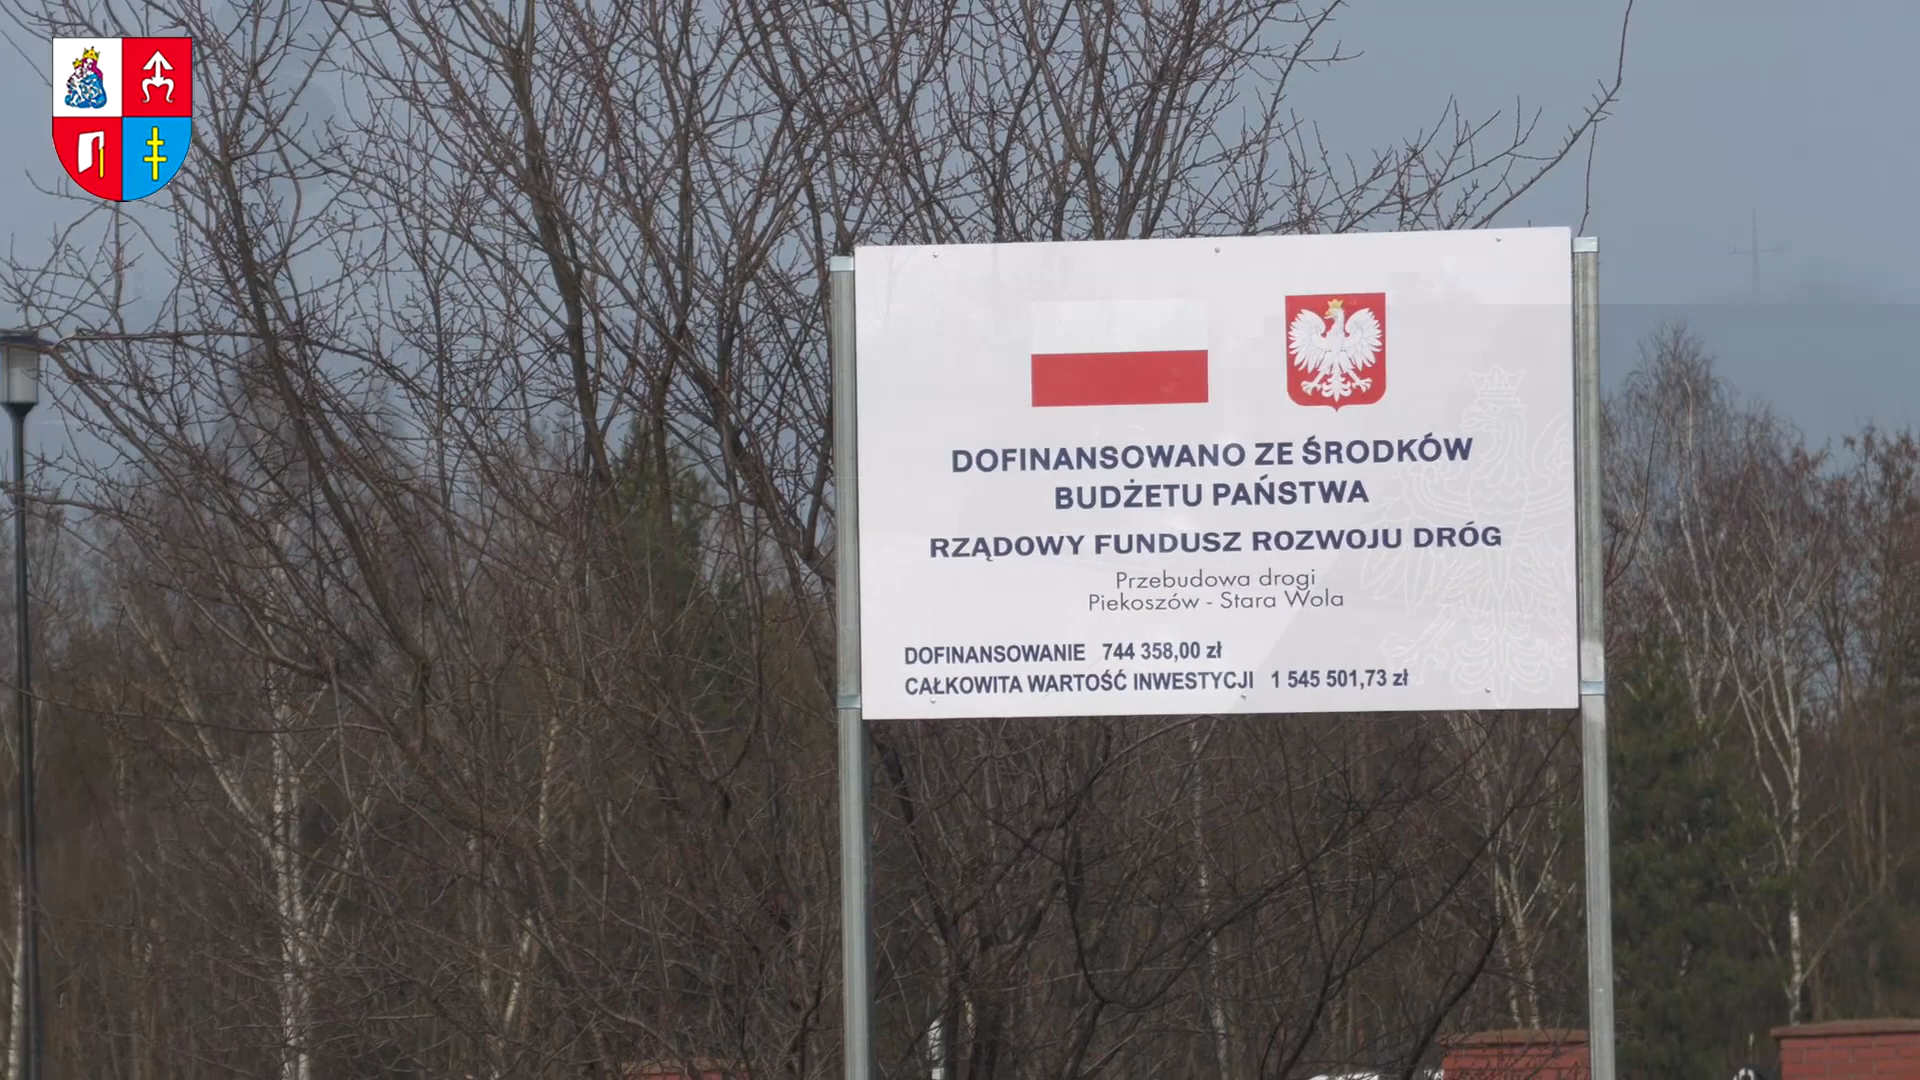 DOFINANSOWANO ZE ŚRODKÓW
BUDŻETU PAŃSTWA
RZĄDOWY FUNDUSZ ROZWOJU DRÓG
Przebudowa drogi
Piekoszów - Stara Wola
DOFINANSOWANIE 744 358,00 zł
CAŁKOWITA WARTOŚĆ INWESTYCJI 1 545 501,73 zł